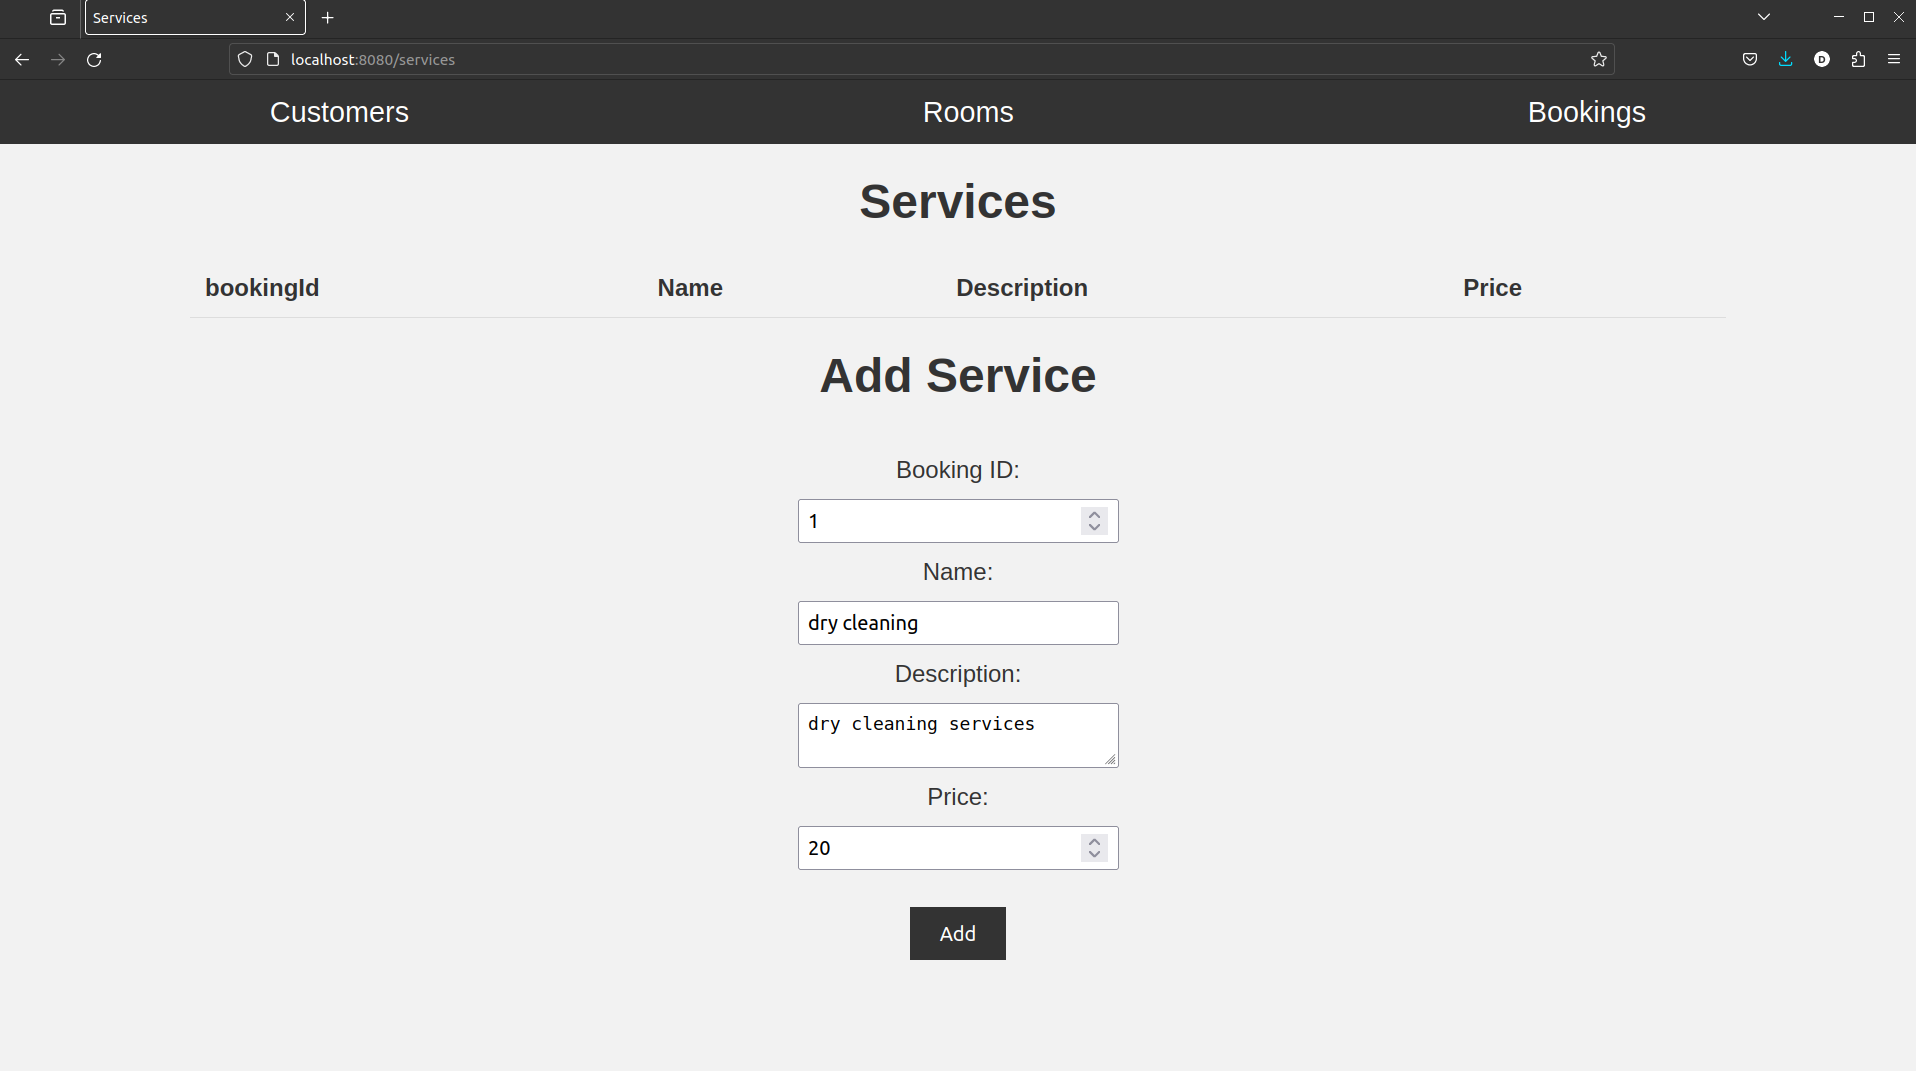 Services
localhost:8080/services
D
Customers Rooms Bookings
Services
bookingId Name Description Price
Add Service
Booking ID:
1
Name:
dry cleaning
Description:
dry cleaning services
Price:
20
Add